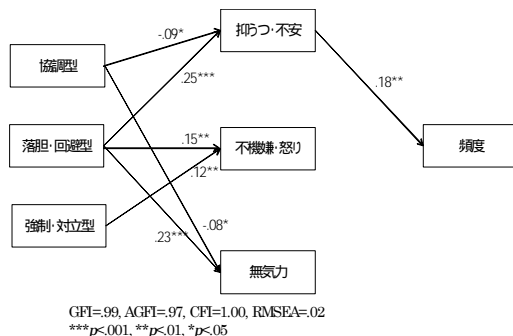 -.09*
抑うつ・不安
協調型
.25***
.18**
落胆・回避型
.15**
不機嫌・怒り
頻度
.12**
強制・対立型
.23***
-.08*
無気力
GFI=.99, AGFI=.97, CFI=1.00, RMSEA=.02
***p<.001, **p<.01, *p<.05